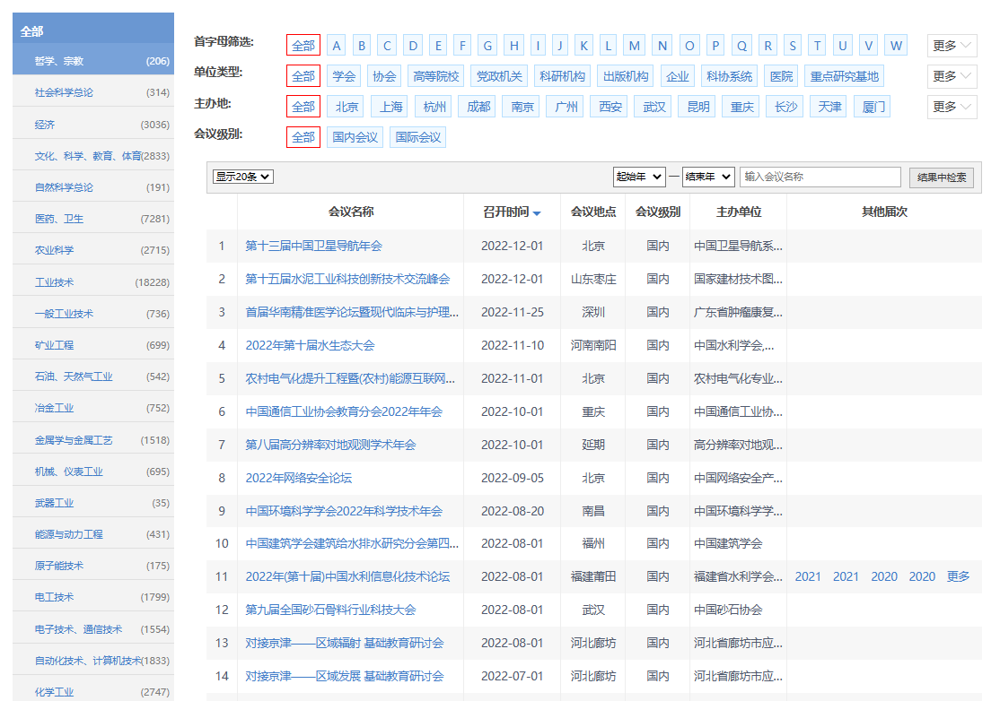 全部
哲学、宗教 (206)
社会科学总论 (314)
经济 (3036)
文化、科学、教育、体育(2833)
自然科学总论 (191)
医药、卫生 (7281)
农业科学 (2715)
工业技术 (18228)
一般工业技术 (736)
矿业工程 (699)
石油、天然气工业 (542)
冶金工业 (752)
金属学与金属工艺 (1518)
机械、仪表工业 (695)
武器工业 (35)
能源与动力工程 (431)
原子能技术 (175)
电工技术 (1799)
电子技术、通信技术 (1554)
自动化技术、计算机技术(1833)
化学工业 (2747)
首字母筛选: 全部 A B C D E F G H I J K L M N O P Q R S T U V W 更多
单位类型: 全部 学会 协会 高等院校 党政机关 科研机构 出版机构 企业 科协系统 医院 重点研究基地 更多
主办地: 全部 北京 上海 杭州 成都 南京 广州 西安 武汉 昆明 重庆 长沙 天津 厦门 更多
会议级别: 全部 国内会议 国际会议
显示20条 起始年 — 结束年 输入会议名称 结果中检索
会议名称 召开时间 会议地点 会议级别 主办单位 其他届次
1 第十三届中国卫星导航年会 2022-12-01 北京 国内 中国卫星导航系...
2 第十五届水泥工业科技创新技术交流峰会 2022-12-01 山东枣庄 国内 国家建材技术图...
3 首届华南精准医学论坛暨现代临床与护理... 2022-11-25 深圳 国内 广东省肿瘤康复...
4 2022年第十届水生态大会 2022-11-10 河南南阳 国内 中国水利学会,...
5 农村电气化提升工程暨(农村)能源互联网... 2022-11-01 北京 国内 农村电气化专业...
6 中国通信工业协会教育分会2022年年会 2022-10-01 重庆 国内 中国通信工业协...
7 第八届高分辨率对地观测学术年会 2022-10-01 延期 国内 高分辨率对地观...
8 2022年网络安全论坛 2022-09-05 北京 国内 中国网络安全产...
9 中国环境科学学会2022年科学技术年会 2022-08-20 南昌 国内 中国环境科学学...
10 中国建筑学会建筑给水排水研究分会第四... 2022-08-01 福州 国内 中国建筑学会
11 2022年(第十届)中国水利信息化技术论坛 2022-08-01 福建莆田 国内 福建省水利学会... 2021 2021 2020 2020 更多
12 第九届全国砂石骨料行业科技大会 2022-08-01 武汉 国内 中国砂石协会
13 对接京津——区域辐射 基础教育研讨会 2022-08-01 河北廊坊 国内 河北省廊坊市应...
14 对接京津——区域发展 基础教育研讨会 2022-07-01 河北廊坊 国内 河北省廊坊市应...